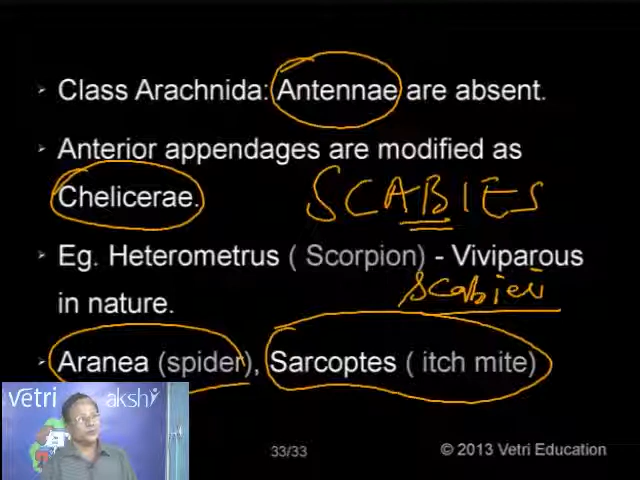 Class Arachnida: Antennae are absent.
Anterior appendages are modified as
Chelicerae.
SCABIES
Eg. Heterometrus ( Scorpion) - Viviparous
scabies
in nature.
Aranea (spider), Sarcoptes ( itch mite)
vetri akshi
33/33
© 2013 Vetri Education